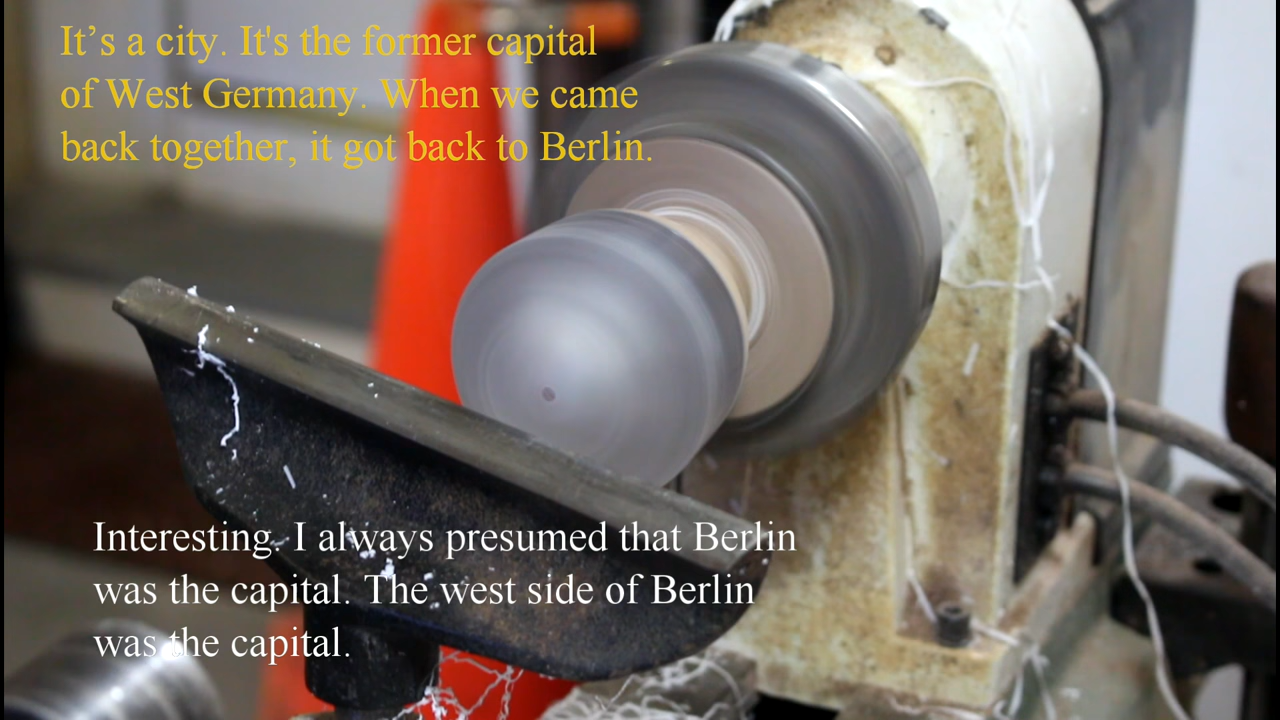 It’s a city. It's the former capital
of West Germany. When we came
back together, it got back to Berlin.
Interesting. I always presumed that Berlin
was the capital. The west side of Berlin
was the capital.